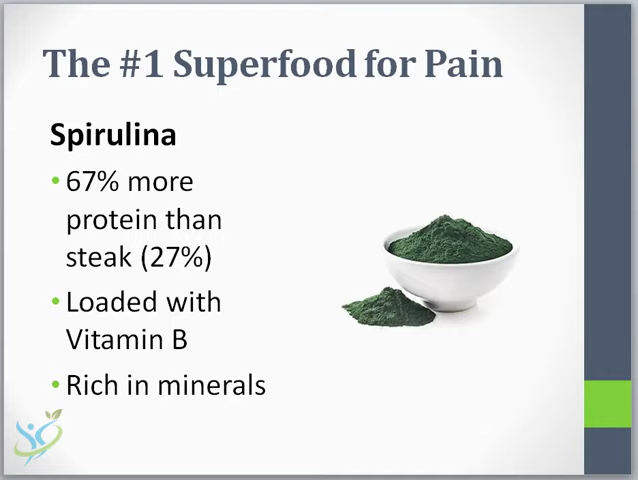 The #1 Superfood for Pain
Spirulina
• 67% more
protein than
steak (27%)
• Loaded with
Vitamin B
• Rich in minerals